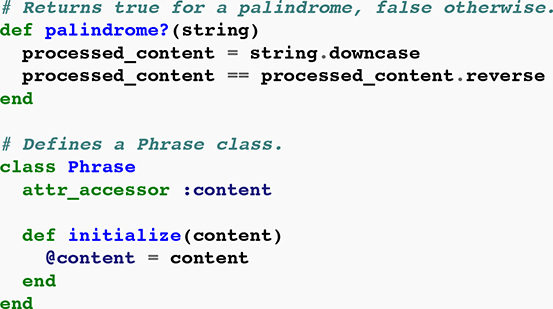 # Returns true for a palindrome, false otherwise.
def palindrome?(string)
  processed_content = string.downcase
  processed_content == processed_content.reverse
end

# Defines a Phrase class.
class Phrase
  attr_accessor :content

  def initialize(content)
    @content = content
  end
end